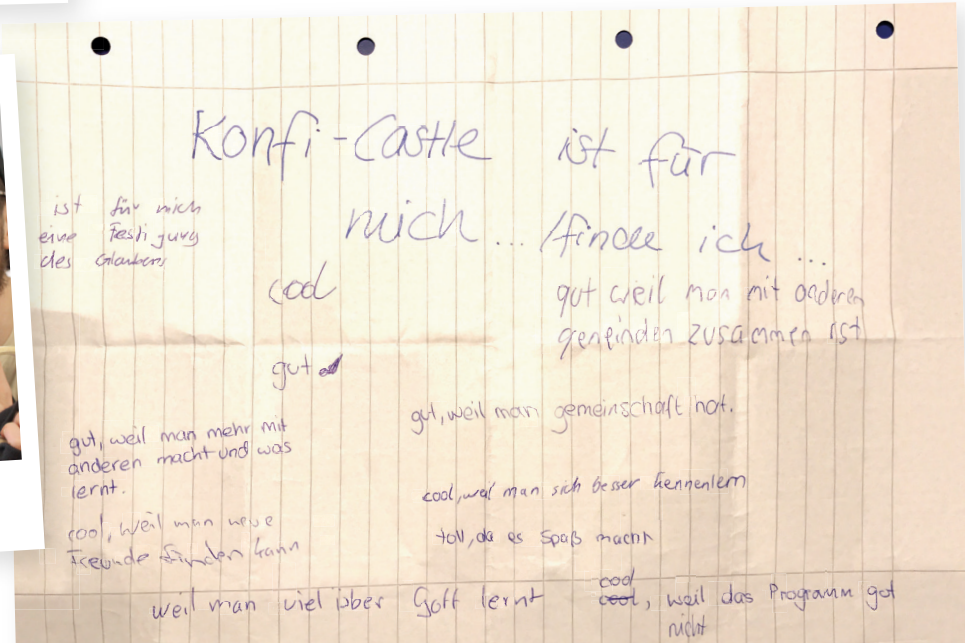 Konfi-Castle ist für
mich... /finde ich...
ist für mich
eine Festigung
des Glaubens
cool
gut weil man mit anderen
gemeinden zusammen ist
gut
gut, weil man gemeinschaft hat.
gut, weil man mehr mit
anderen macht und was
lernt.
cool, weil man sich besser kennenlern
cool, weil man neue
Freunde finden kann
toll, da es Spaß macht
weil man viel über Gott lernt
cool
cool, weil das Programm gut
nicht